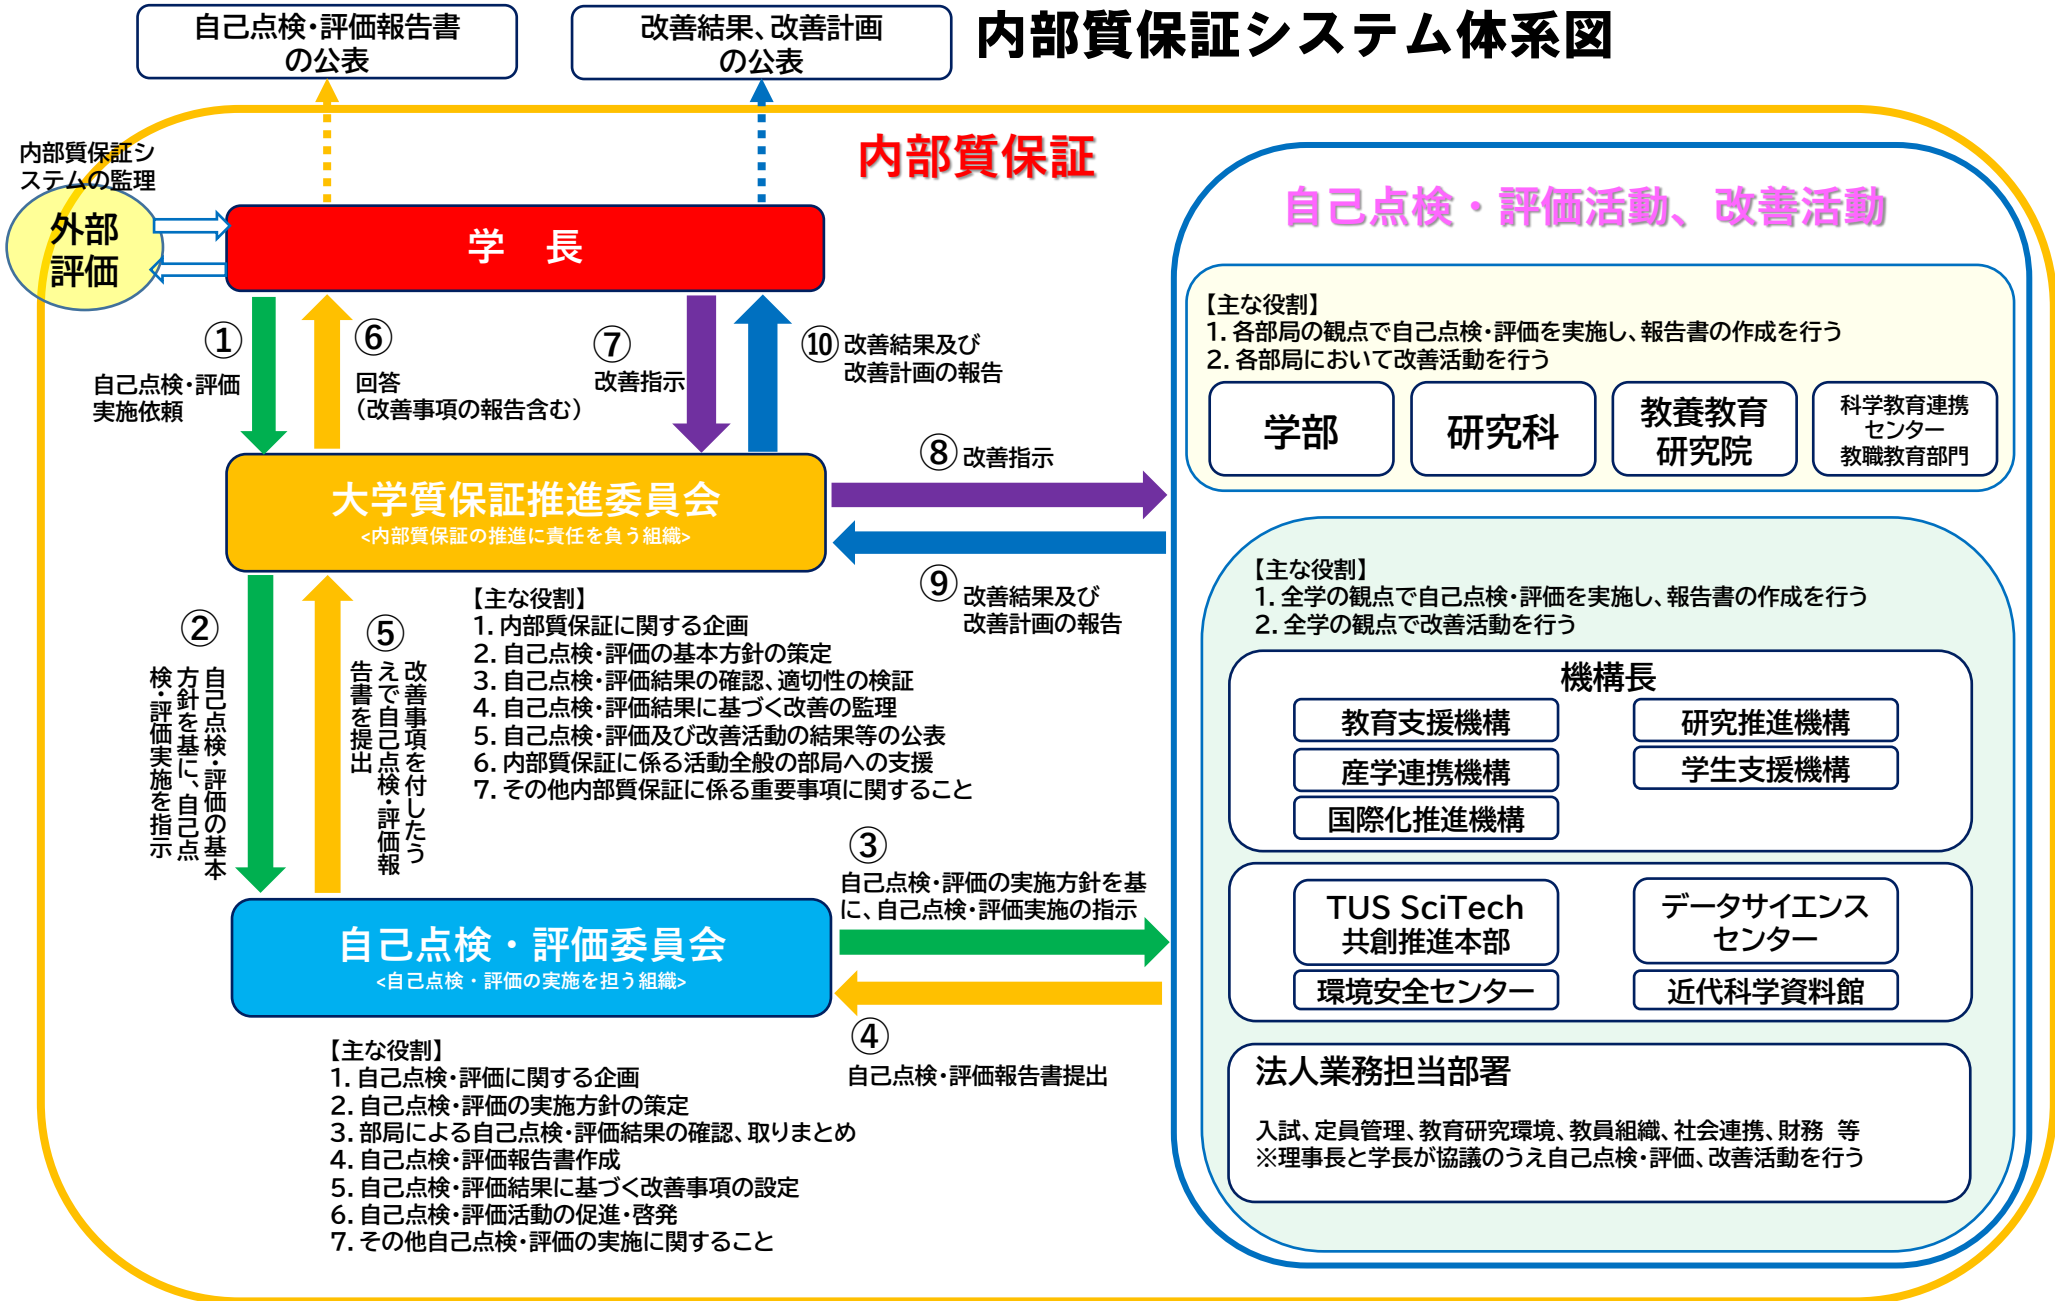 内部質保証システム体系図
自己点検・評価報告書
の公表
改善結果、改善計画
の公表
内部質保証シ
ステムの監理
外部
評価
内部質保証
学　長
①
自己点検・評価
実施依頼
⑥
回答
（改善事項の報告含む）
⑦
改善指示
⑩
改善結果及び
改善計画の報告
大学質保証推進委員会
<内部質保証の推進に責任を負う組織>
⑧
改善指示
⑨
改善結果及び
改善計画の報告
②
自己点検・評価の基本
方針を基に、自己点
検・評価実施を指示
⑤
改善事項を付したう
えで自己点検・評価報
告書を提出
【主な役割】
1. 内部質保証に関する企画
2. 自己点検・評価の基本方針の策定
3. 自己点検・評価結果の確認、適切性の検証
4. 自己点検・評価結果に基づく改善の監理
5. 自己点検・評価及び改善活動の結果等の公表
6. 内部質保証に係る活動全般の部局への支援
7. その他内部質保証に係る重要事項に関すること
③
自己点検・評価の実施方針を基
に、自己点検・評価実施の指示
自己点検・評価委員会
<自己点検・評価の実施を担う組織>
④
自己点検・評価報告書提出
【主な役割】
1. 自己点検・評価に関する企画
2. 自己点検・評価の実施方針の策定
3. 部局による自己点検・評価結果の確認、取りまとめ
4. 自己点検・評価報告書作成
5. 自己点検・評価結果に基づく改善事項の設定
6. 自己点検・評価活動の促進・啓発
7. その他自己点検・評価の実施に関すること
自己点検・評価活動、改善活動
【主な役割】
1. 各部局の観点で自己点検・評価を実施し、報告書の作成を行う
2. 各部局において改善活動を行う
学部
研究科
教養教育
研究院
科学教育連携
センター
教職教育部門
【主な役割】
1. 全学の観点で自己点検・評価を実施し、報告書の作成を行う
2. 全学の観点で改善活動を行う
機構長
教育支援機構
研究推進機構
産学連携機構
学生支援機構
国際化推進機構
TUS SciTech
共創推進本部
データサイエンス
センター
環境安全センター
近代科学資料館
法人業務担当部署
入試、定員管理、教育研究環境、教員組織、社会連携、財務　等
※理事長と学長が協議のうえ自己点検・評価、改善活動を行う